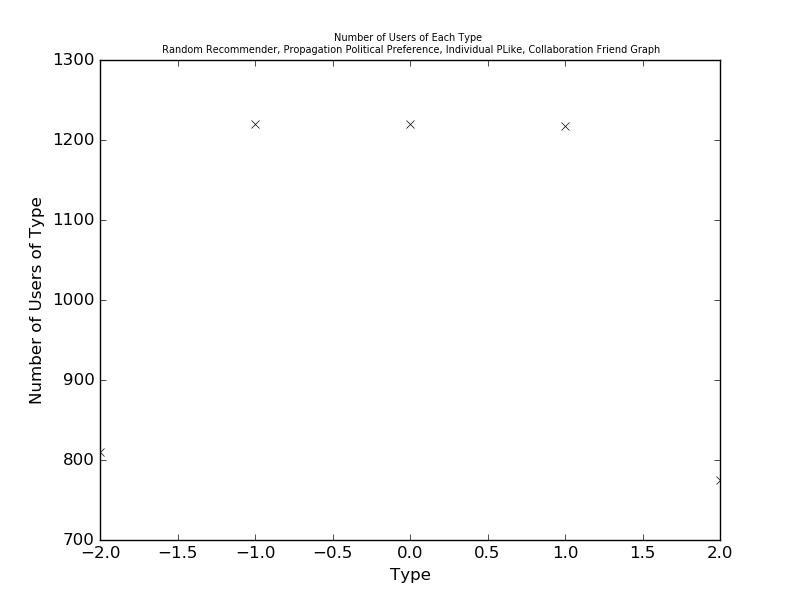 Number of Users of Each Type
Random Recommender, Propagation Political Preference, Individual PLike, Collaboration Friend Graph
1300
1200
1100
1000
900
800
700
Number of Users of Type
−2.0 −1.5 −1.0 −0.5 0.0 0.5 1.0 1.5 2.0
Type